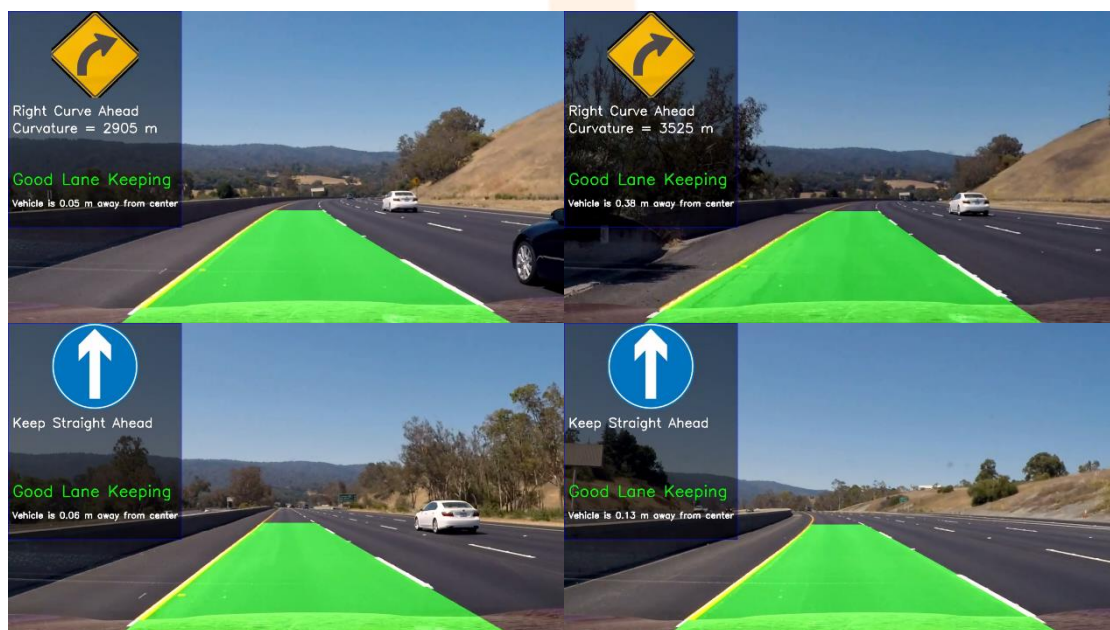 Right Curve Ahead
Curvature = 2905 m
Good Lane Keeping
Vehicle is 0.05 m away from center
Right Curve Ahead
Curvature = 3525 m
Good Lane Keeping
Vehicle is 0.38 m away from center
Keep Straight Ahead
Good Lane Keeping
Vehicle is 0.06 m away from center
Keep Straight Ahead
Good Lane Keeping
Vehicle is 0.13 m away from center